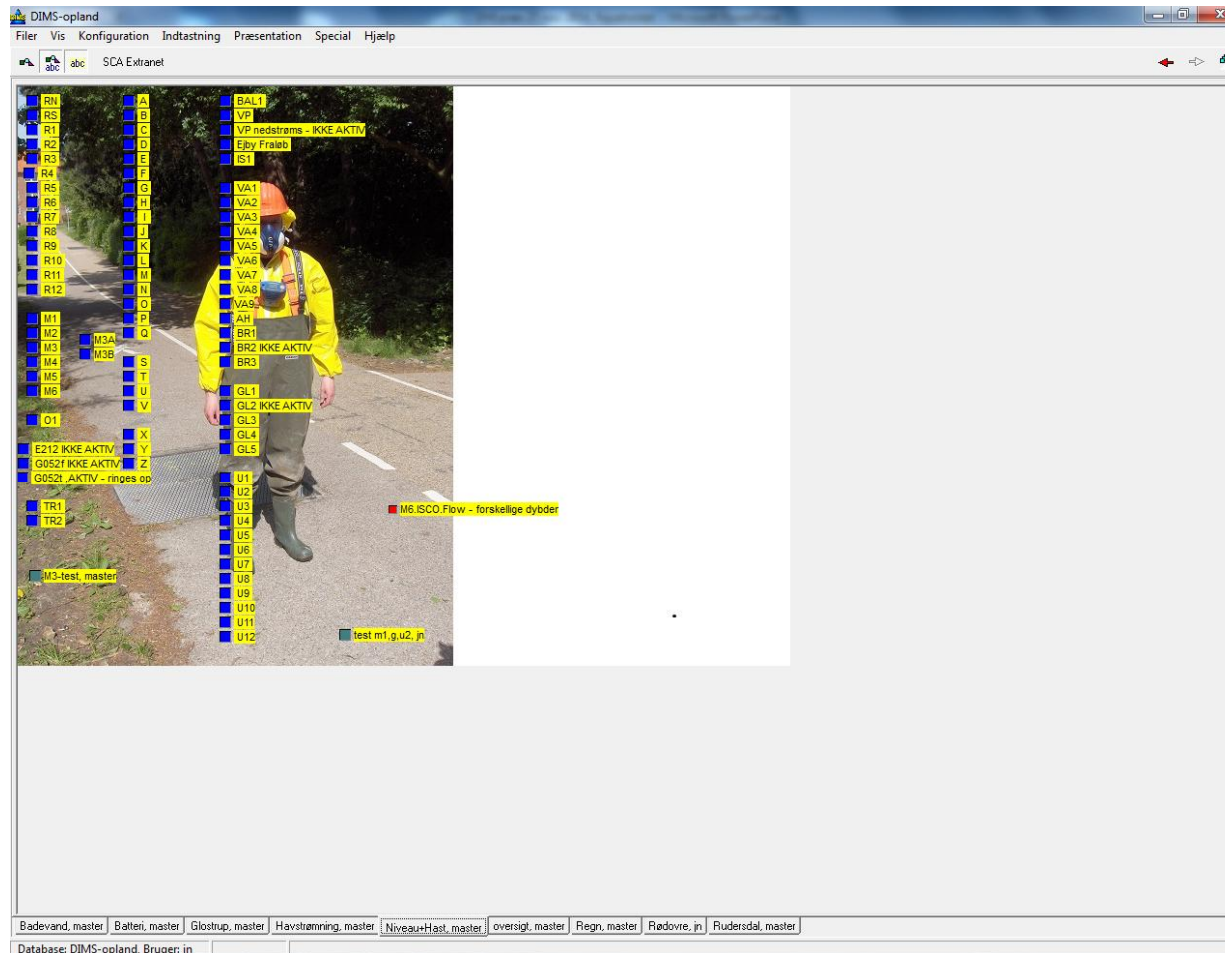 DIMS-opland
Filer Vis Konfiguration Indtastning Præsentation Special Hjælp
abc abc SCA Extranet
RN
RS
R1
R2
R3
R4
R5
R6
R7
R8
R9
R10
R11
R12
M1
M2
M3
M4
M5
M6
M3A
M3B
O1
E212 IKKE AKTIV
G052f IKKE AKTIV
G052t ,AKTIV - ringes op
TR1
TR2
M3-test, master
A
B
C
D
E
F
G
H
I
J
K
L
M
N
O
P
Q
S
T
U
V
X
Y
Z
BAL1
VP
VP nedstrøms - IKKE AKTIV
Ejby Fraløb
IS1
VA1
VA2
VA3
VA4
VA5
VA6
VA7
VA8
VA9
AH
BR1
BR2 IKKE AKTIV
BR3
GL1
GL2 IKKE AKTIV
GL3
GL4
GL5
U1
U2
U3
U4
U5
U6
U7
U8
U9
U10
U11
U12
M6.ISCO.Flow - forskellige dybder
test m1,g,u2, jn
Badevand, master Batteri, master Glostrup, master Havstrømning, master Niveau+Hast, master oversigt, master Regn, master Rødovre, jn Rudersdal, master
Database: DIMS-opland, Bruger: jn